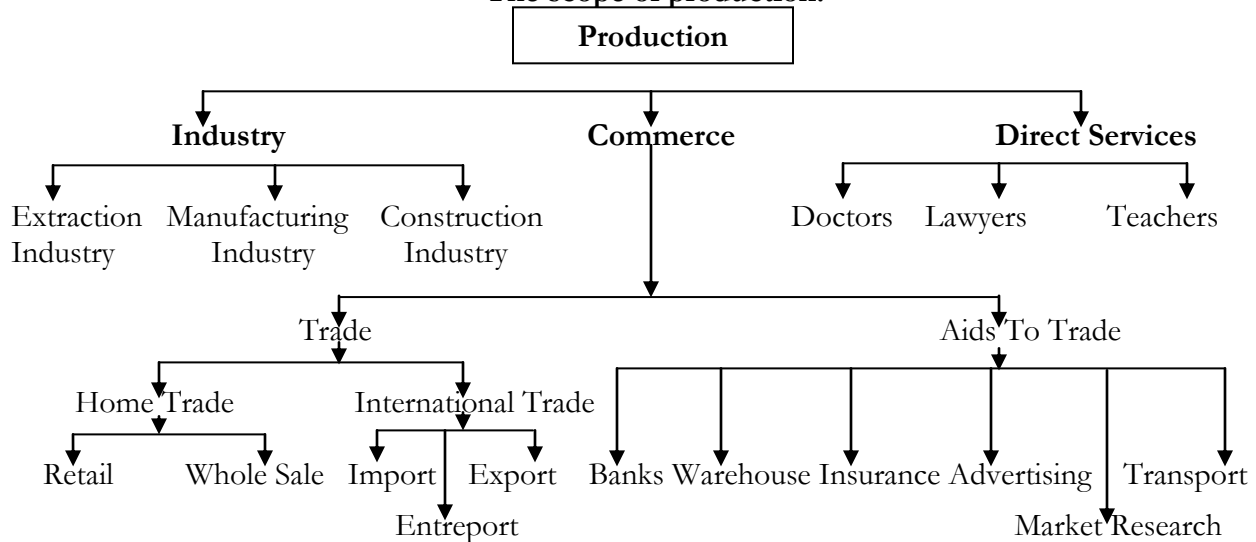 The scope of production.
Production
Industry Commerce Direct Services
Extraction Industry
Manufacturing Industry
Construction Industry
Doctors Lawyers Teachers
Trade Aids To Trade
Home Trade International Trade
Retail Whole Sale Import Export Banks Warehouse Insurance Advertising Transport
Entreport Market Research